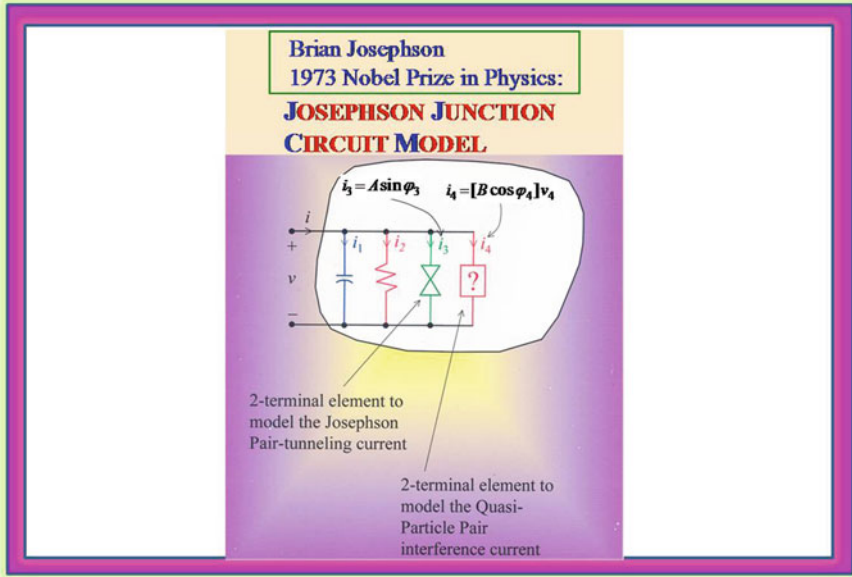 Brian Josephson
1973 Nobel Prize in Physics:
JOSEPHSON JUNCTION
CIRCUIT MODEL
i₃=A sin φ₃ i₄=[B cos φ₄]v₄
i
+ i₁ i₂ i₃ i₄
v ?
−
2-terminal element to
model the Josephson
Pair-tunneling current
2-terminal element to
model the Quasi-
Particle Pair
interference current